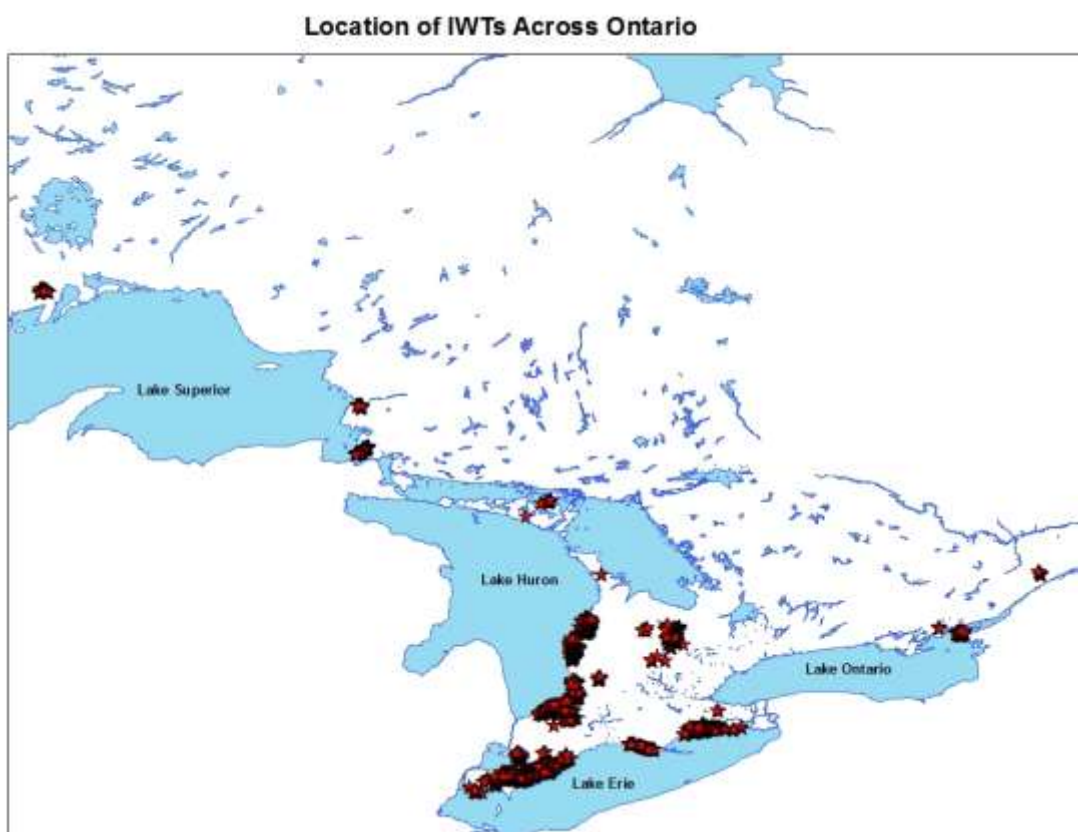 Location of IWTs Across Ontario
Lake Superior
Lake Huron
Lake Ontario
Lake Erie